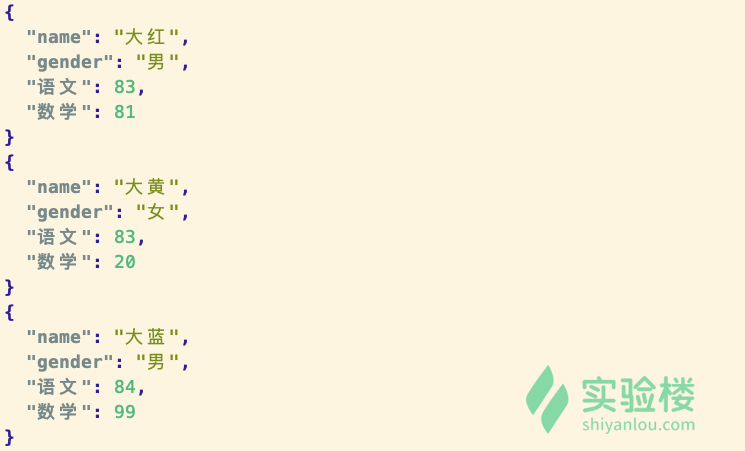 {
  "name": "大红",
  "gender": "男",
  "语文": 83,
  "数学": 81
}
{
  "name": "大黄",
  "gender": "女",
  "语文": 83,
  "数学": 20
}
{
  "name": "大蓝",
  "gender": "男",
  "语文": 84,
  "数学": 99
}
实验楼
shiyanlou.com